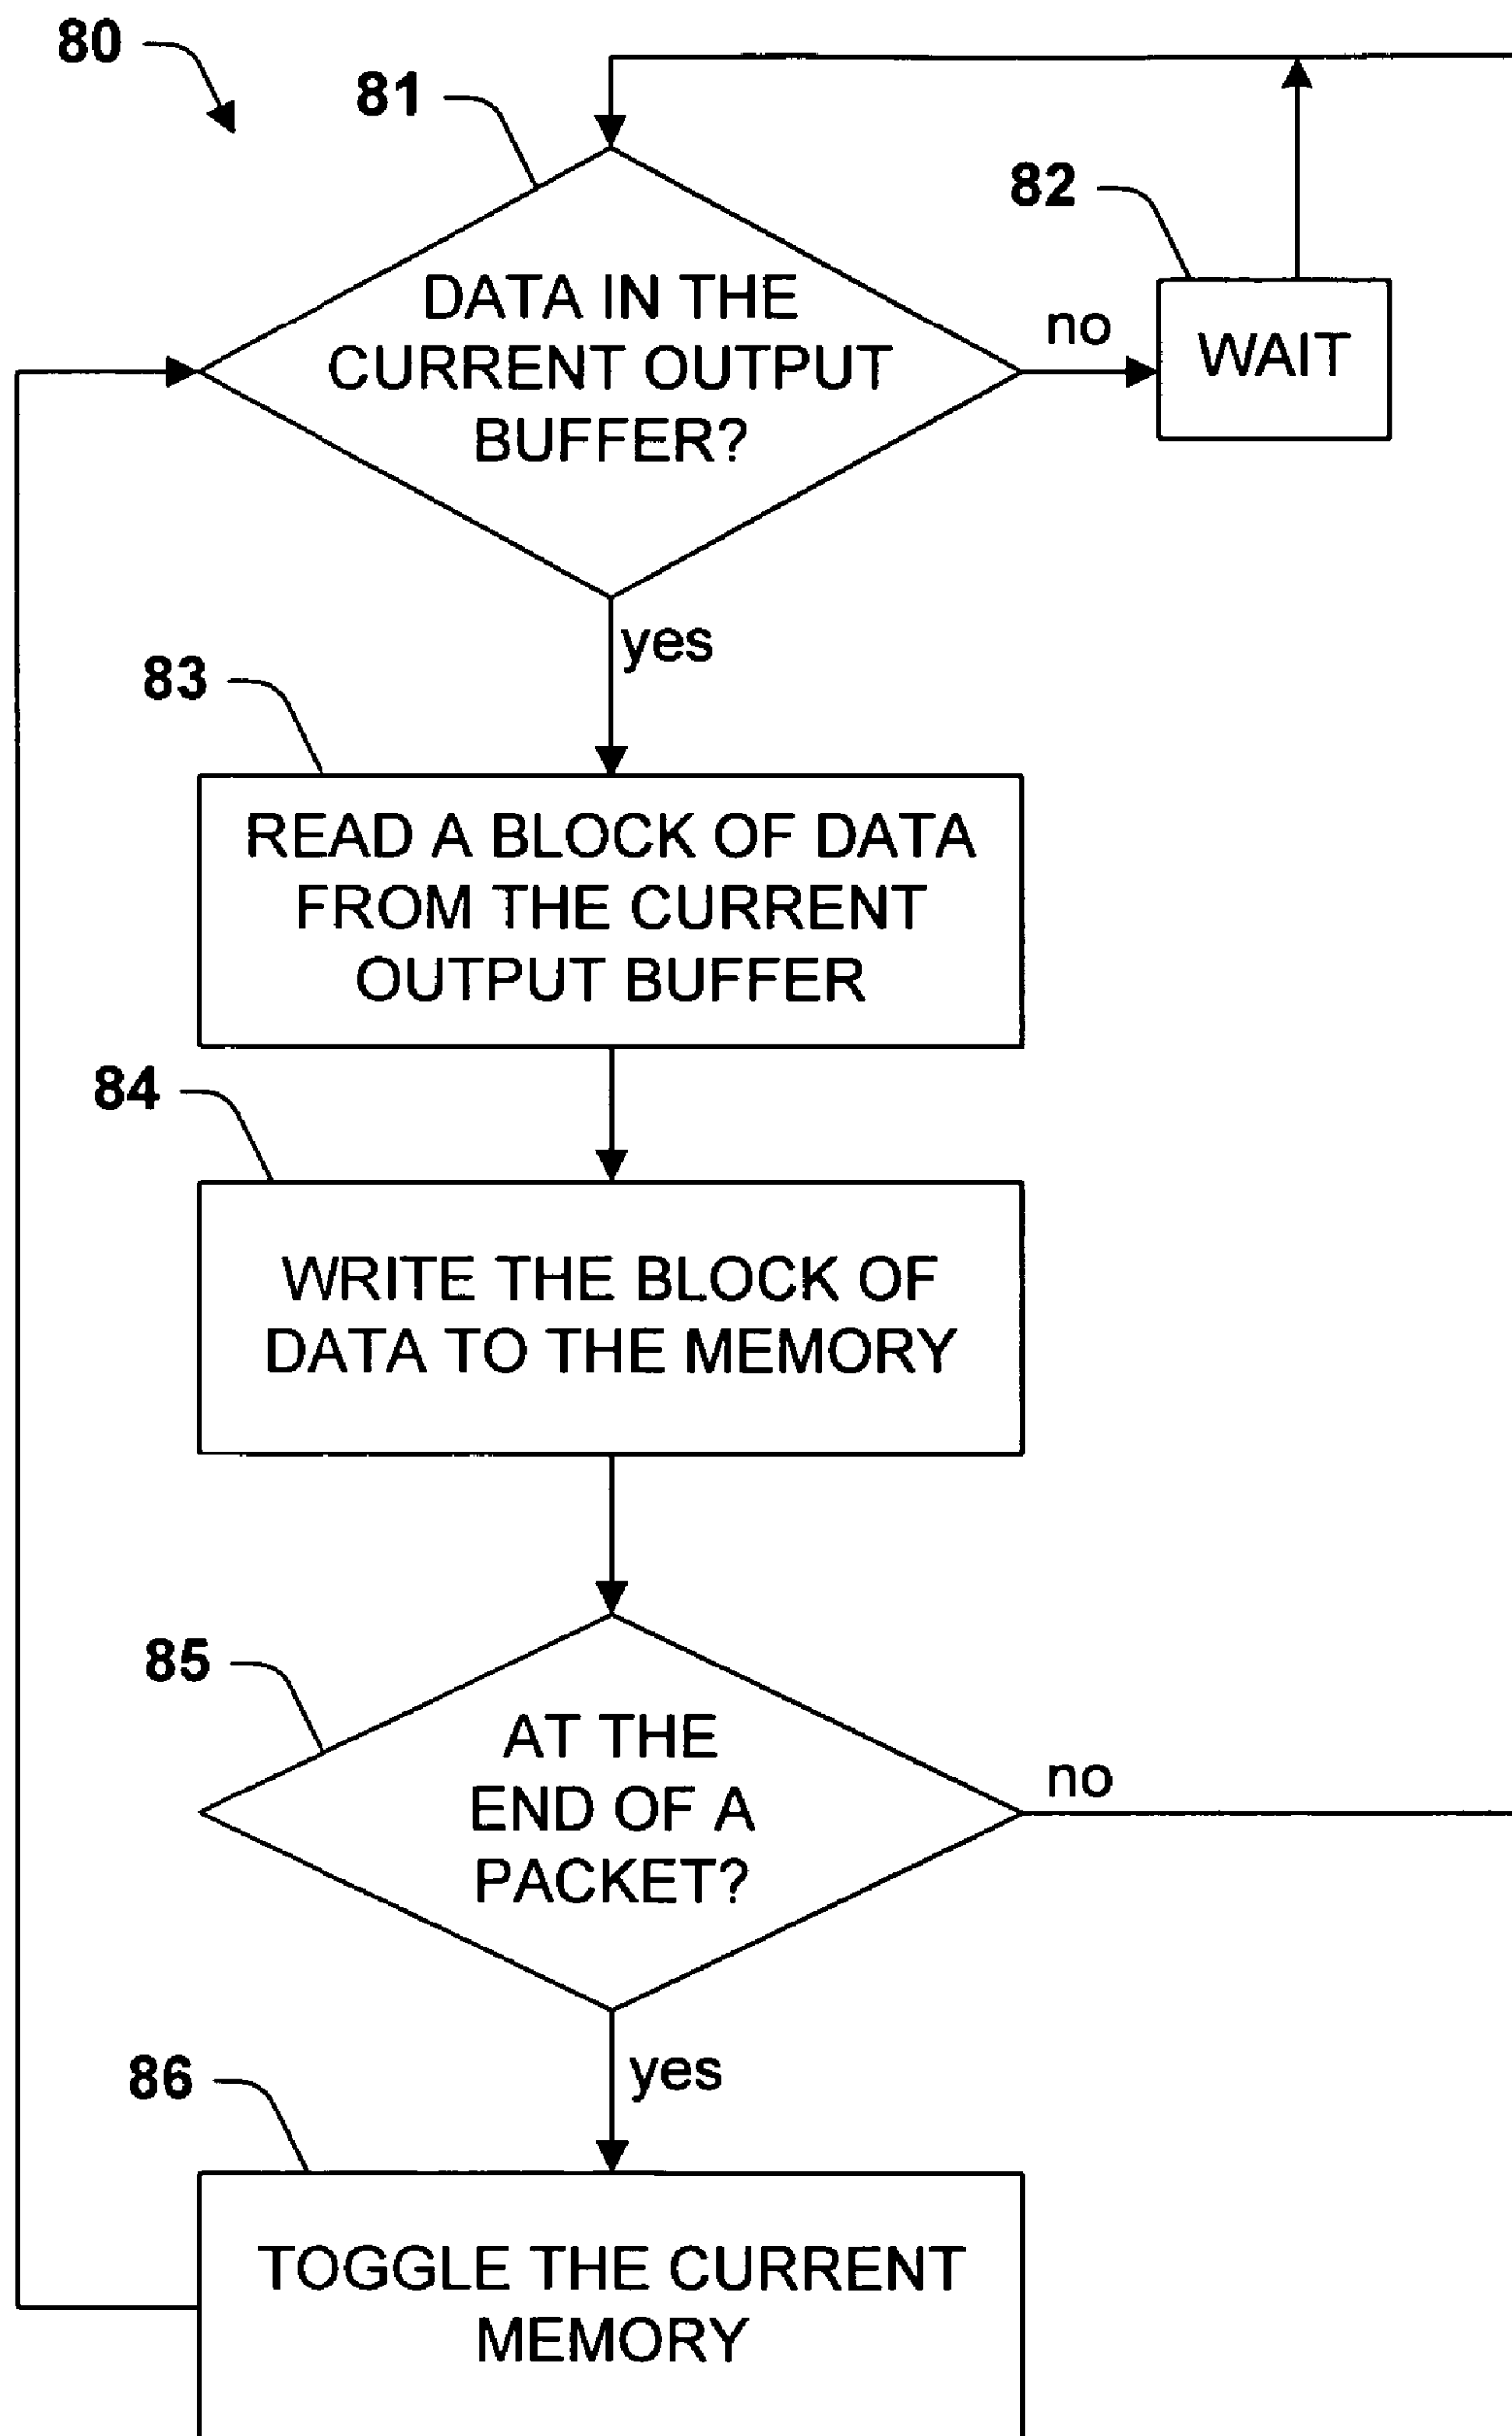 80
81
82
DATA IN THE
CURRENT OUTPUT
BUFFER?
no
WAIT
yes
83
READ A BLOCK OF DATA
FROM THE CURRENT
OUTPUT BUFFER
84
WRITE THE BLOCK OF
DATA TO THE MEMORY
85
AT THE
END OF A
PACKET?
no
yes
86
TOGGLE THE CURRENT
MEMORY